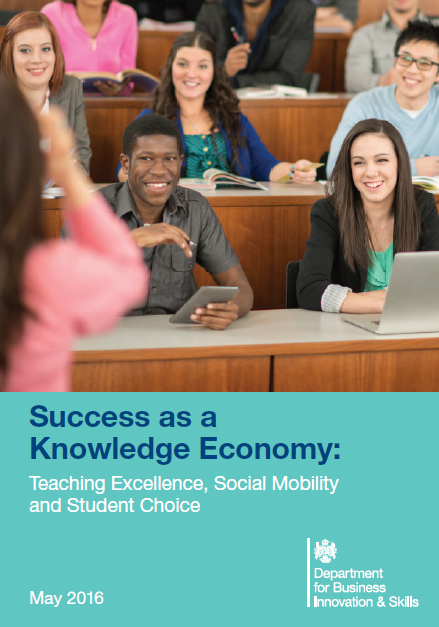 Success as a
Knowledge Economy:
Teaching Excellence, Social Mobility
and Student Choice
Department
for Business
Innovation & Skills
May 2016